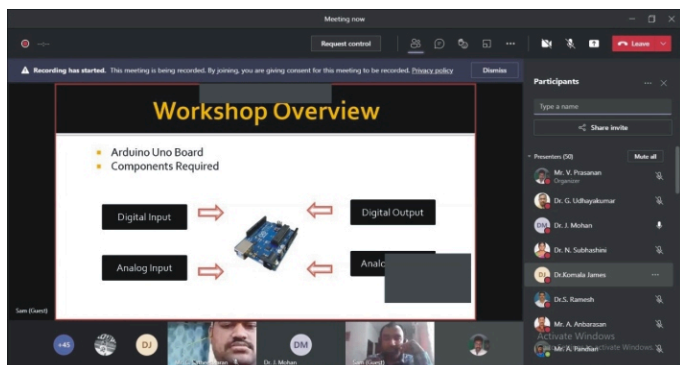 Meeting now
Request control
Leave
Recording has started. This meeting is being recorded. By joining, you are giving consent for this meeting to be recorded. Privacy policy
Dismiss
Workshop Overview
Arduino Uno Board
Components Required
Digital Input
Digital Output
Analog Input
Sam (Guest)
+45
DJ
DM
Dr. J. Mohan
Sam (Guest)
Participants
Type a name
Share invite
Presenters (50)
Mute all
Mr. V. Prasanan
Organizer
Dr. G. Udhayakumar
DM
Dr. J. Mohan
Dr. N. Subhashini
DJ
Dr.Komala James
Dr.S. Ramesh
Mr. A. Anbarasan
Activate Windows
Mr. A. Pandian